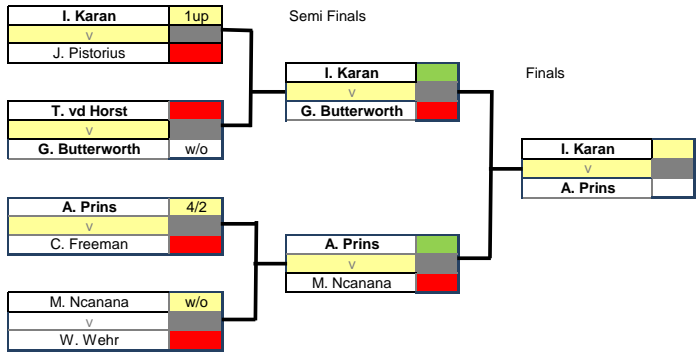 I. Karan 1up
v
J. Pistorius
T. vd Horst
v
G. Butterworth w/o
A. Prins 4/2
v
C. Freeman
M. Ncanana w/o
v
W. Wehr
Semi Finals
I. Karan
v
G. Butterworth
A. Prins
v
M. Ncanana
Finals
I. Karan
v
A. Prins